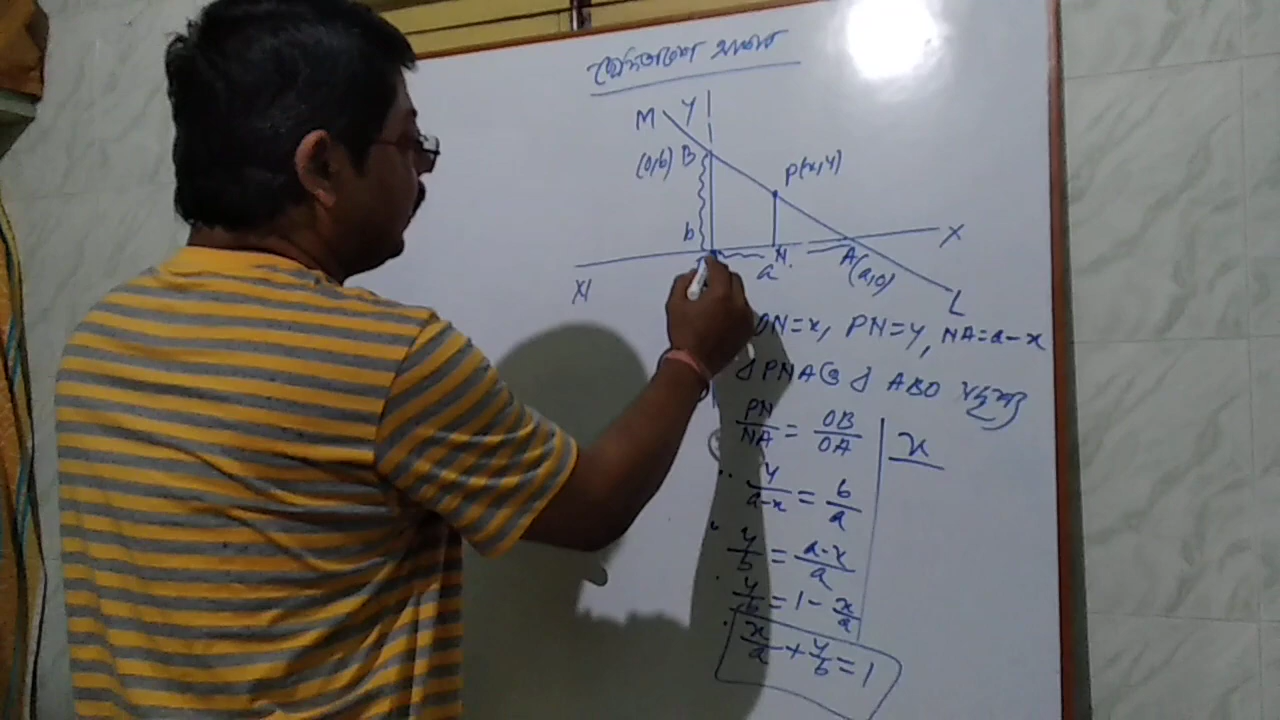 ছেদিতাংশ আকার
M Y
(0,b) B
P(x,y)
b
X
N
A(a,0)
a
X'
L
ON=x, PN=y, NA=a-x
Δ PNA ও Δ ABO সদৃশ
PN/NA = OB/OA
x
∴ y/a-x = b/a
∴ y/b = a-x/a
∴ y/b = 1 - x/a
∴ x/a + y/b = 1